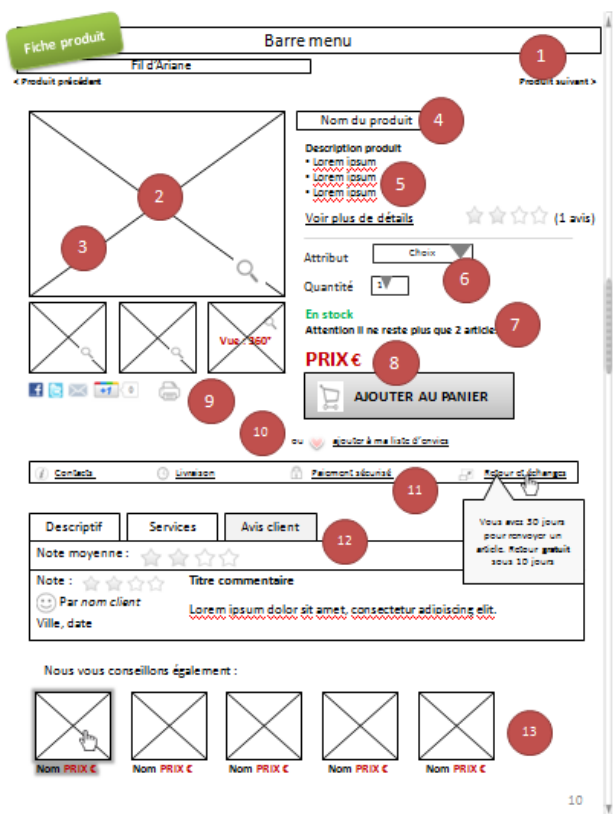 Fiche produit
Barre menu
1
Fil d'Ariane
< Produit précédent
Produit suivant >
Nom du produit
4
Description produit
• Lorem ipsum
• Lorem ipsum
• Lorem ipsum
5
2
3
Voir plus de détails
(1 avis)
Attribut
Choix
6
Quantité
1
En stock
Attention il ne reste plus que 2 articles
7
Vue : 360°
PRIX €
8
+1
0
9
AJOUTER AU PANIER
10
ou
ajouter à ma liste d'envies
Contacts
Livraison
Paiement sécurisé
Retour et échanges
11
Vous avez 30 jours
pour renvoyer un
article. Retour gratuit
sous 10 jours
Descriptif
Services
Avis client
12
Note moyenne :
Note :
Titre commentaire
Par nom client
Lorem ipsum dolor sit amet, consectetur adipiscing elit.
Ville, date
Nous vous conseillons également :
13
Nom PRIX €
Nom PRIX €
Nom PRIX €
Nom PRIX €
Nom PRIX €
10